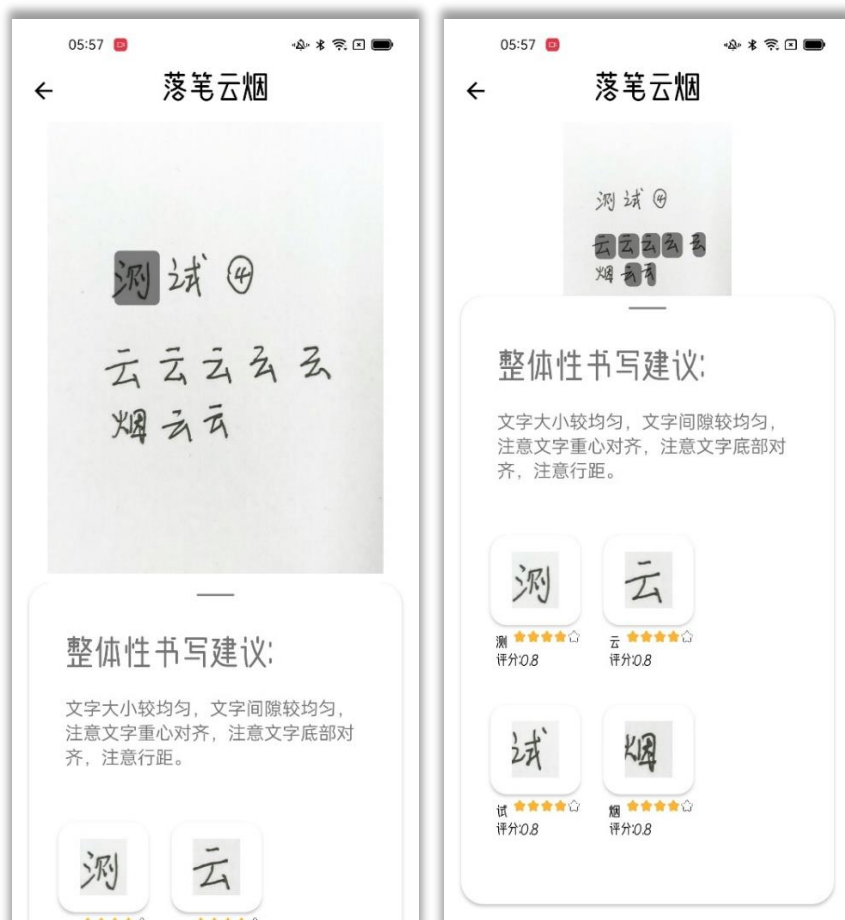 05:57
落笔云烟
测试④
云云云云云
烟云云
整体性书写建议:
文字大小较均匀，文字间隙较均匀，
注意文字重心对齐，注意文字底部对
齐，注意行距。
测 云
05:57
落笔云烟
测试④
云云云云云
烟云云
整体性书写建议:
文字大小较均匀，文字间隙较均匀，
注意文字重心对齐，注意文字底部对
齐，注意行距。
测 云
测 云
评分:0.8 评分:0.8
试 烟
试 烟
评分:0.8 评分:0.8